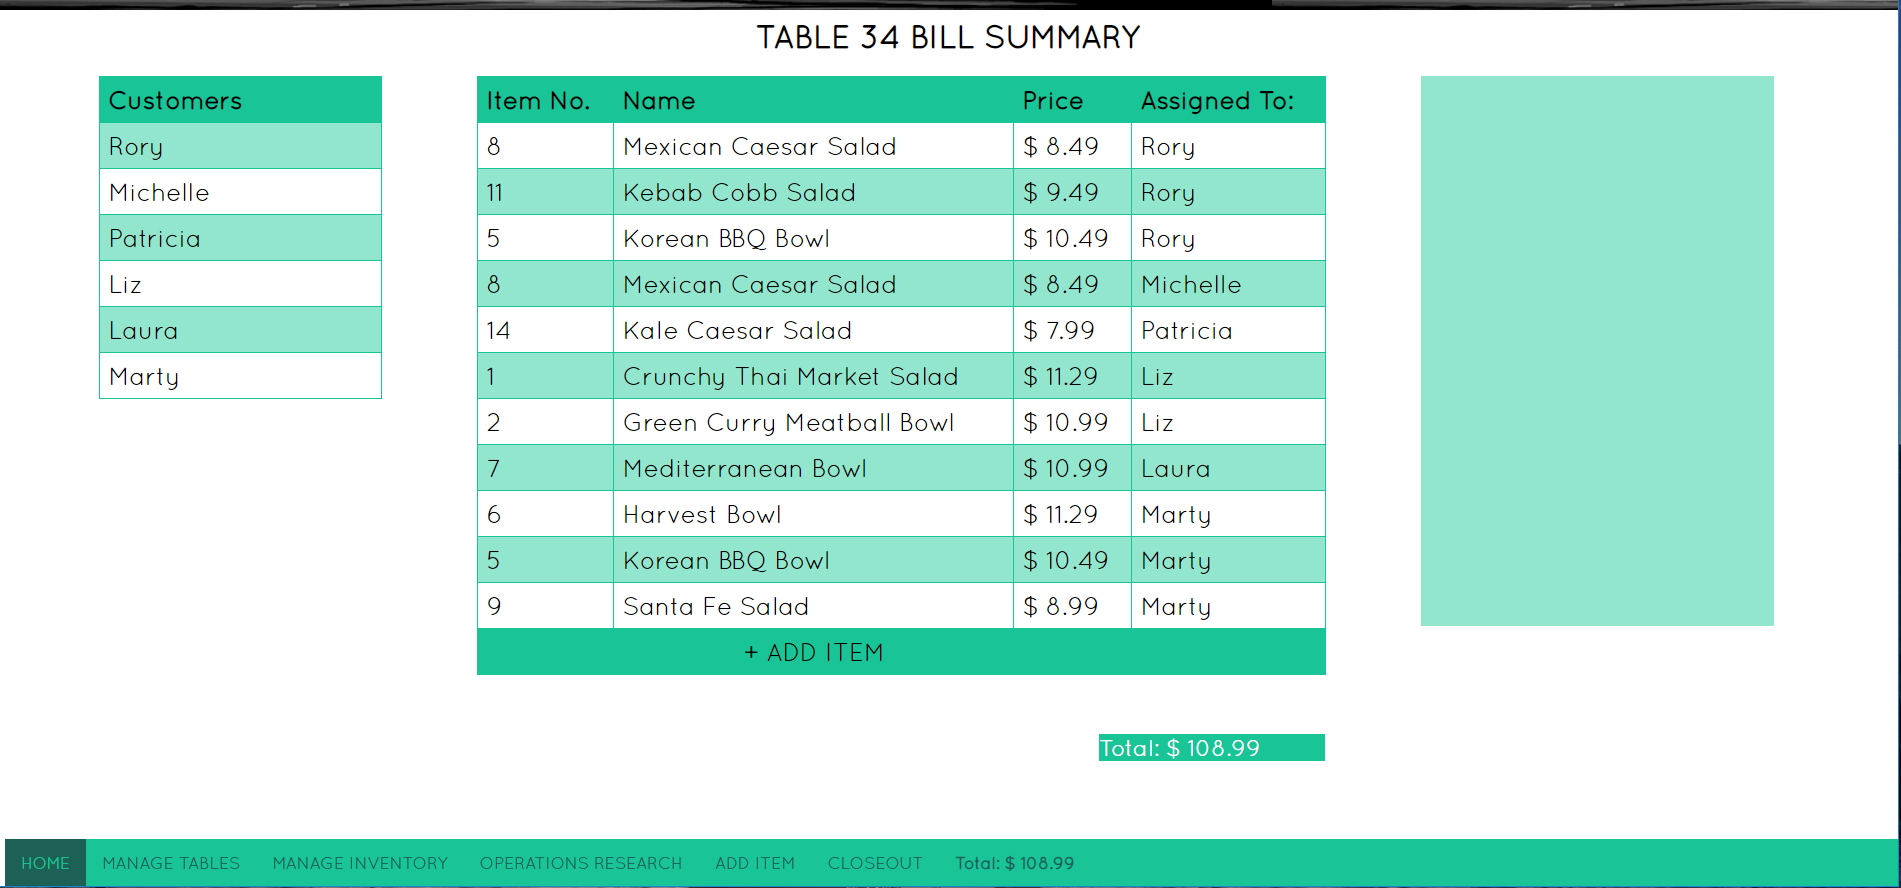 TABLE 34 BILL SUMMARY
Customers
Rory
Michelle
Patricia
Liz
Laura
Marty
Item No. Name Price Assigned To:
8 Mexican Caesar Salad $ 8.49 Rory
11 Kebab Cobb Salad $ 9.49 Rory
5 Korean BBQ Bowl $ 10.49 Rory
8 Mexican Caesar Salad $ 8.49 Michelle
14 Kale Caesar Salad $ 7.99 Patricia
1 Crunchy Thai Market Salad $ 11.29 Liz
2 Green Curry Meatball Bowl $ 10.99 Liz
7 Mediterranean Bowl $ 10.99 Laura
6 Harvest Bowl $ 11.29 Marty
5 Korean BBQ Bowl $ 10.49 Marty
9 Santa Fe Salad $ 8.99 Marty
+ ADD ITEM
Total: $ 108.99
HOME MANAGE TABLES MANAGE INVENTORY OPERATIONS RESEARCH ADD ITEM CLOSEOUT Total: $ 108.99